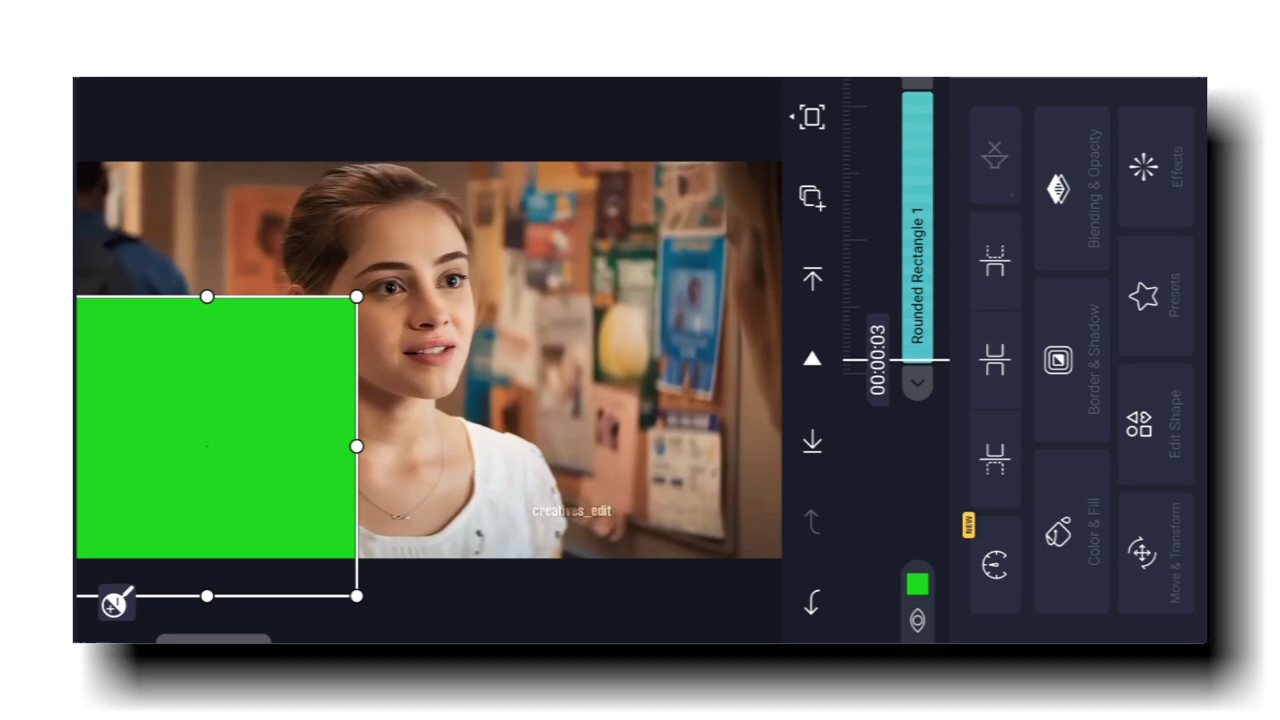 creatives_edit
00:00:03
Rounded Rectangle 1
NEW
Color & Fill
Border & Shadow
Blending & Opacity
Move & Transform
Edit Shape
Presets
Effects